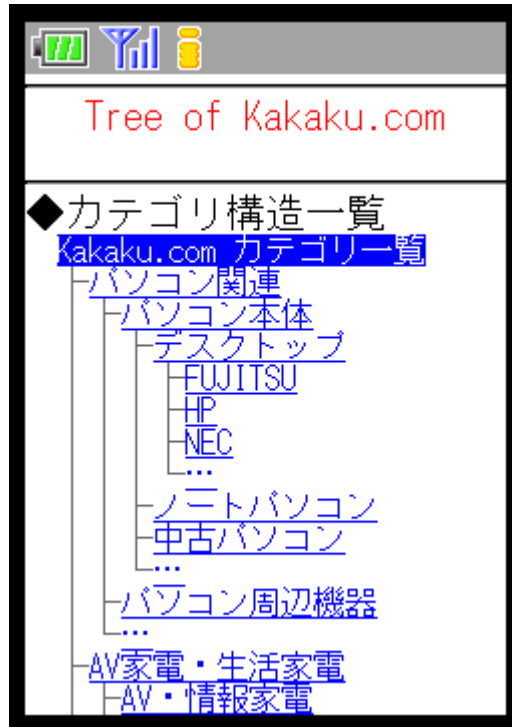 Tree of Kakaku.com
◆カテゴリ構造一覧
Kakaku.com カテゴリ一覧
パソコン関連
パソコン本体
デスクトップ
FUJITSU
HP
NEC
...
ノートパソコン
中古パソコン
...
パソコン周辺機器
...
AV家電・生活家電
AV・情報家電